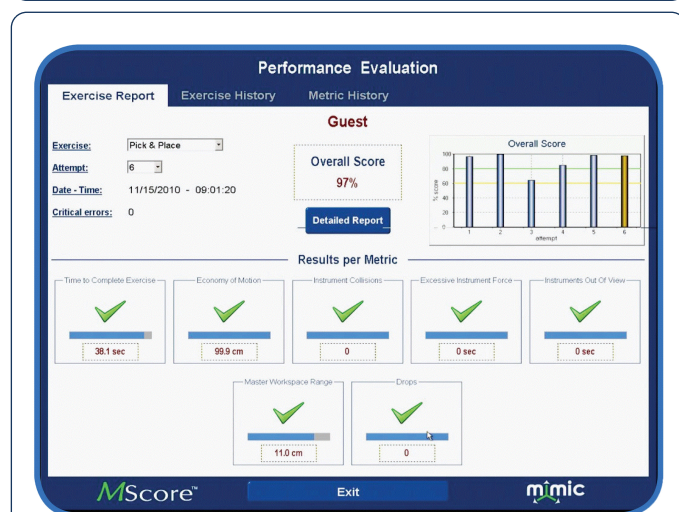 Performance Evaluation
Exercise Report Exercise History Metric History
Guest
Exercise: Pick & Place
Attempt: 6
Date - Time: 11/15/2010 - 09:01:20
Critical errors: 0
Overall Score
97%
Detailed Report
Overall Score
% score
100
80
60
40
20
0
1 2 3 4 5 6
attempt
Results per Metric
Time to Complete Exercise Economy of Motion Instrument Collisions Excessive Instrument Force Instruments Out Of View
38.1 sec 99.9 cm 0 0 sec 0 sec
Master Workspace Range Drops
11.0 cm 0
MScore™ Exit mimic